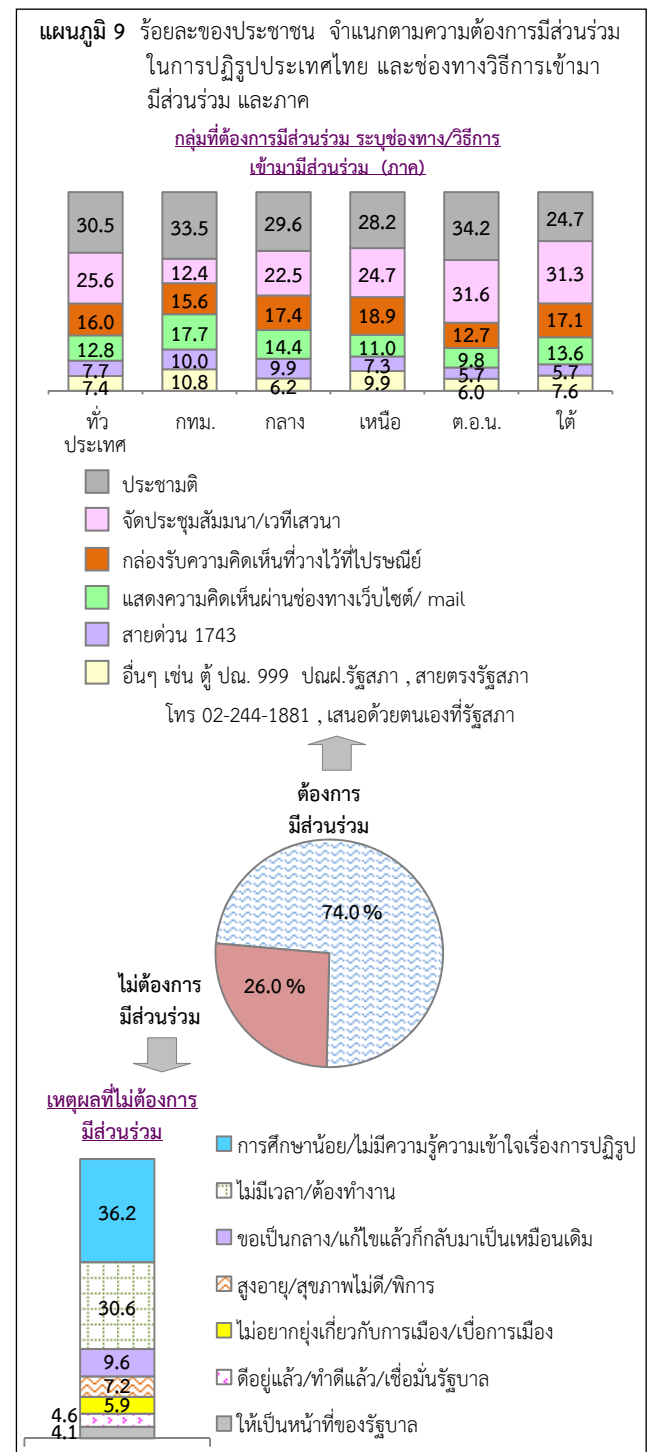 แผนภูมิ 9 ร้อยละของประชาชน จำแนกตามความต้องการมีส่วนร่วม
ในการปฏิรูปประเทศไทย และช่องทางวิธีการเข้ามา
มีส่วนร่วม และภาค
กลุ่มที่ต้องการมีส่วนร่วม ระบุช่องทาง/วิธีการ
เข้ามามีส่วนร่วม (ภาค)
30.5 33.5 29.6 28.2 34.2 24.7
25.6 12.4 22.5 24.7 31.6 31.3
16.0 15.6 17.4 18.9 12.7 17.1
12.8 17.7 14.4 11.0 9.8 13.6
7.7 10.0 9.9 7.3 5.7 5.7
7.4 10.8 6.2 9.9 6.0 7.6
ทั่ว กทม. กลาง เหนือ ต.อ.น. ใต้
ประเทศ
ประชามติ
จัดประชุมสัมมนา/เวทีเสวนา
กล่องรับความคิดเห็นที่วางไว้ที่ไปรษณีย์
แสดงความคิดเห็นผ่านช่องทางเว็บไซต์/ mail
สายด่วน 1743
อื่นๆ เช่น ตู้ ปณ. 999 ปณฝ.รัฐสภา , สายตรงรัฐสภา
โทร 02-244-1881 , เสนอด้วยตนเองที่รัฐสภา
ต้องการ
มีส่วนร่วม
74.0 %
26.0 %
ไม่ต้องการ
มีส่วนร่วม
เหตุผลที่ไม่ต้องการ
มีส่วนร่วม
36.2
30.6
9.6
7.2
5.9
4.6
4.1
การศึกษาน้อย/ไม่มีความรู้ความเข้าใจเรื่องการปฏิรูป
ไม่มีเวลา/ต้องทำงาน
ขอเป็นกลาง/แก้ไขแล้วก็กลับมาเป็นเหมือนเดิม
สูงอายุ/สุขภาพไม่ดี/พิการ
ไม่อยากยุ่งเกี่ยวกับการเมือง/เบื่อการเมือง
ดีอยู่แล้ว/ทำดีแล้ว/เชื่อมั่นรัฐบาล
ให้เป็นหน้าที่ของรัฐบาล